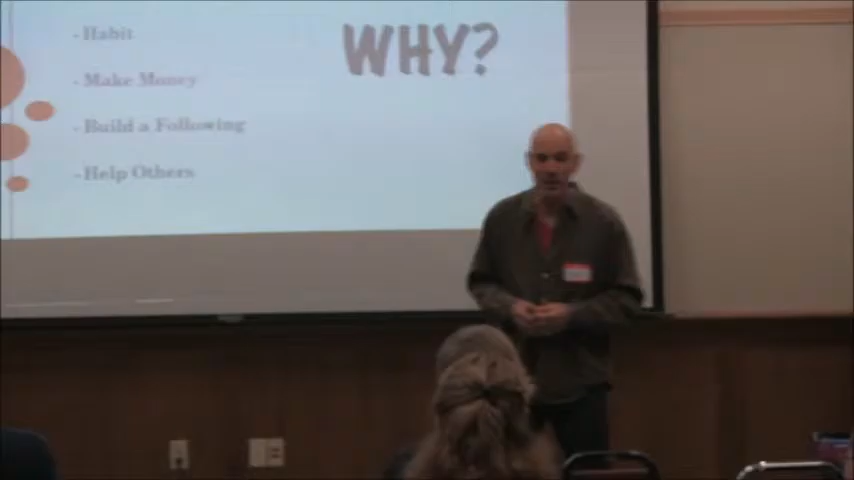 - Habit
WHY?
- Make Money
- Build a Following
- Help Others